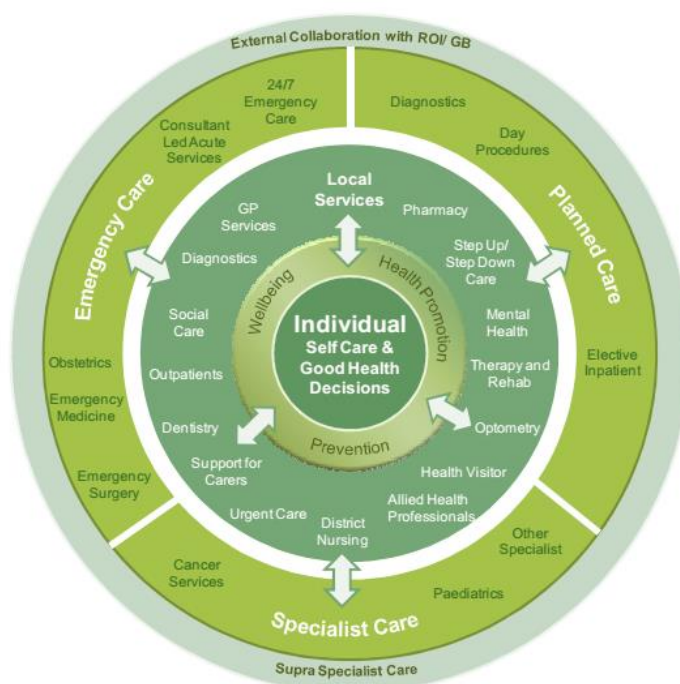 External Collaboration with ROI/ GB
24/7
Emergency
Care
Consultant
Led Acute
Services
Emergency Care
Obstetrics
Emergency
Medicine
Emergency
Surgery
Diagnostics
Day
Procedures
Planned Care
Elective
Inpatient
Local
Services
GP
Services
Pharmacy
Diagnostics
Step Up/
Step Down
Care
Social
Care
Mental
Health
Outpatients
Therapy and
Rehab
Dentistry
Optometry
Support for
Carers
Health Visitor
Urgent Care
Allied Health
Professionals
District
Nursing
Wellbeing
Health Promotion
Prevention
Individual
Self Care &
Good Health
Decisions
Cancer
Services
Other
Specialist
Paediatrics
Specialist Care
Supra Specialist Care